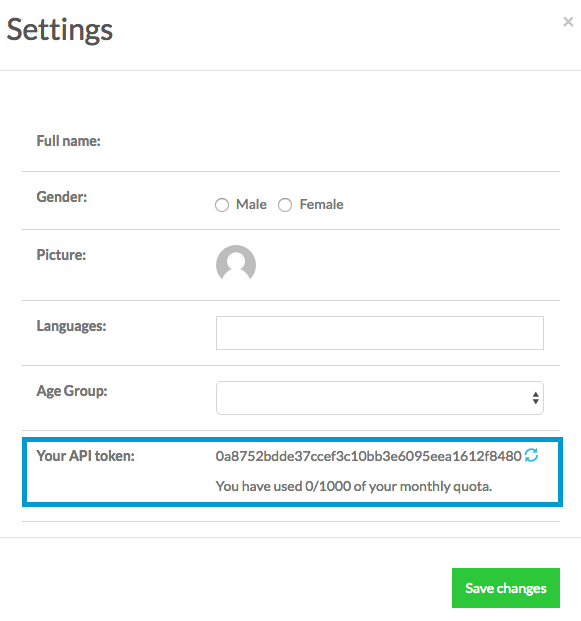 Settings
×
Full name:
Gender:
Male Female
Picture:
Languages:
Age Group:
Your API token: 0a8752bdde37ccef3c10bb3e6095eea1612f8480
You have used 0/1000 of your monthly quota.
Save changes